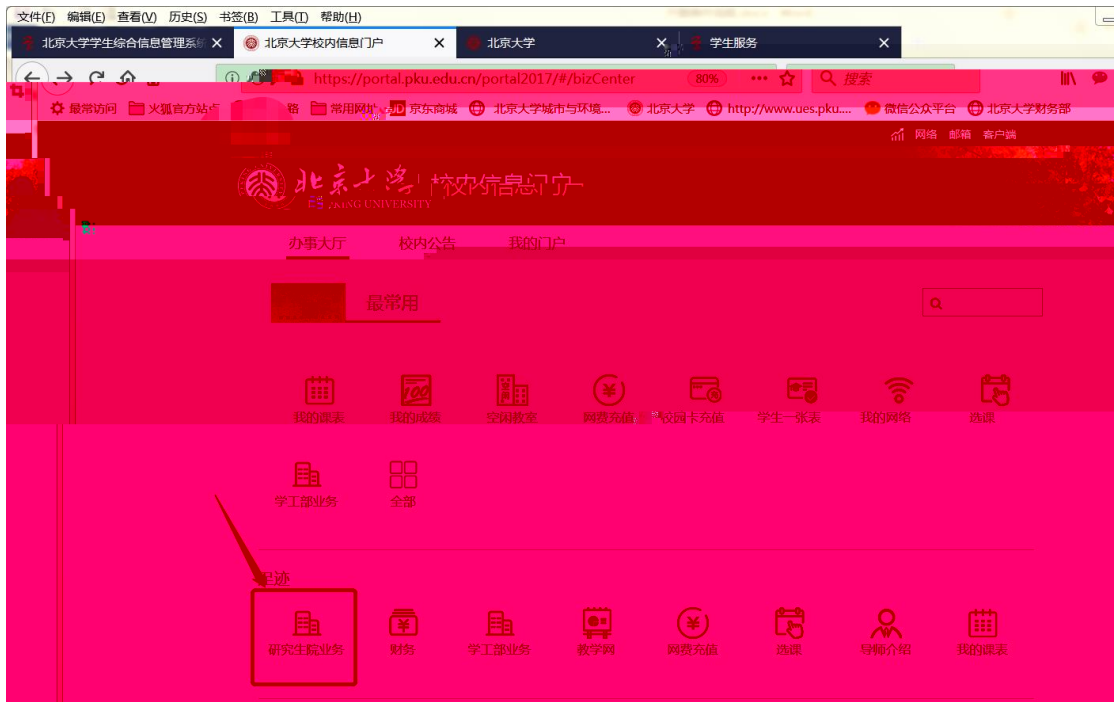 文件(F) 编辑(E) 查看(V) 历史(S) 书签(B) 工具(T) 帮助(H)
北京大学学生综合信息管理系统 北京大学校内信息门户 北京大学 学生服务
https://portal.pku.edu.cn/portal2017/#/bizCenter 80% 搜索
最常访问 火狐官方站点 常用网址 JD 京东商城 北京大学城市与环境... 北京大学 http://www.ues.pku.... 微信公众平台 北京大学财务部
网络 邮箱 客户端
北京大学 校内信息门户
UNIVERSITY
办事大厅 校内公告 我的门户
最常用
我的课表 我的成绩 空闲教室 网费充值 校园卡充值 学生一张表 我的网络 选课
学工部业务 全部
足迹
研究生院业务 财务 学工部业务 教学网 网费充值 选课 导师介绍 我的课表